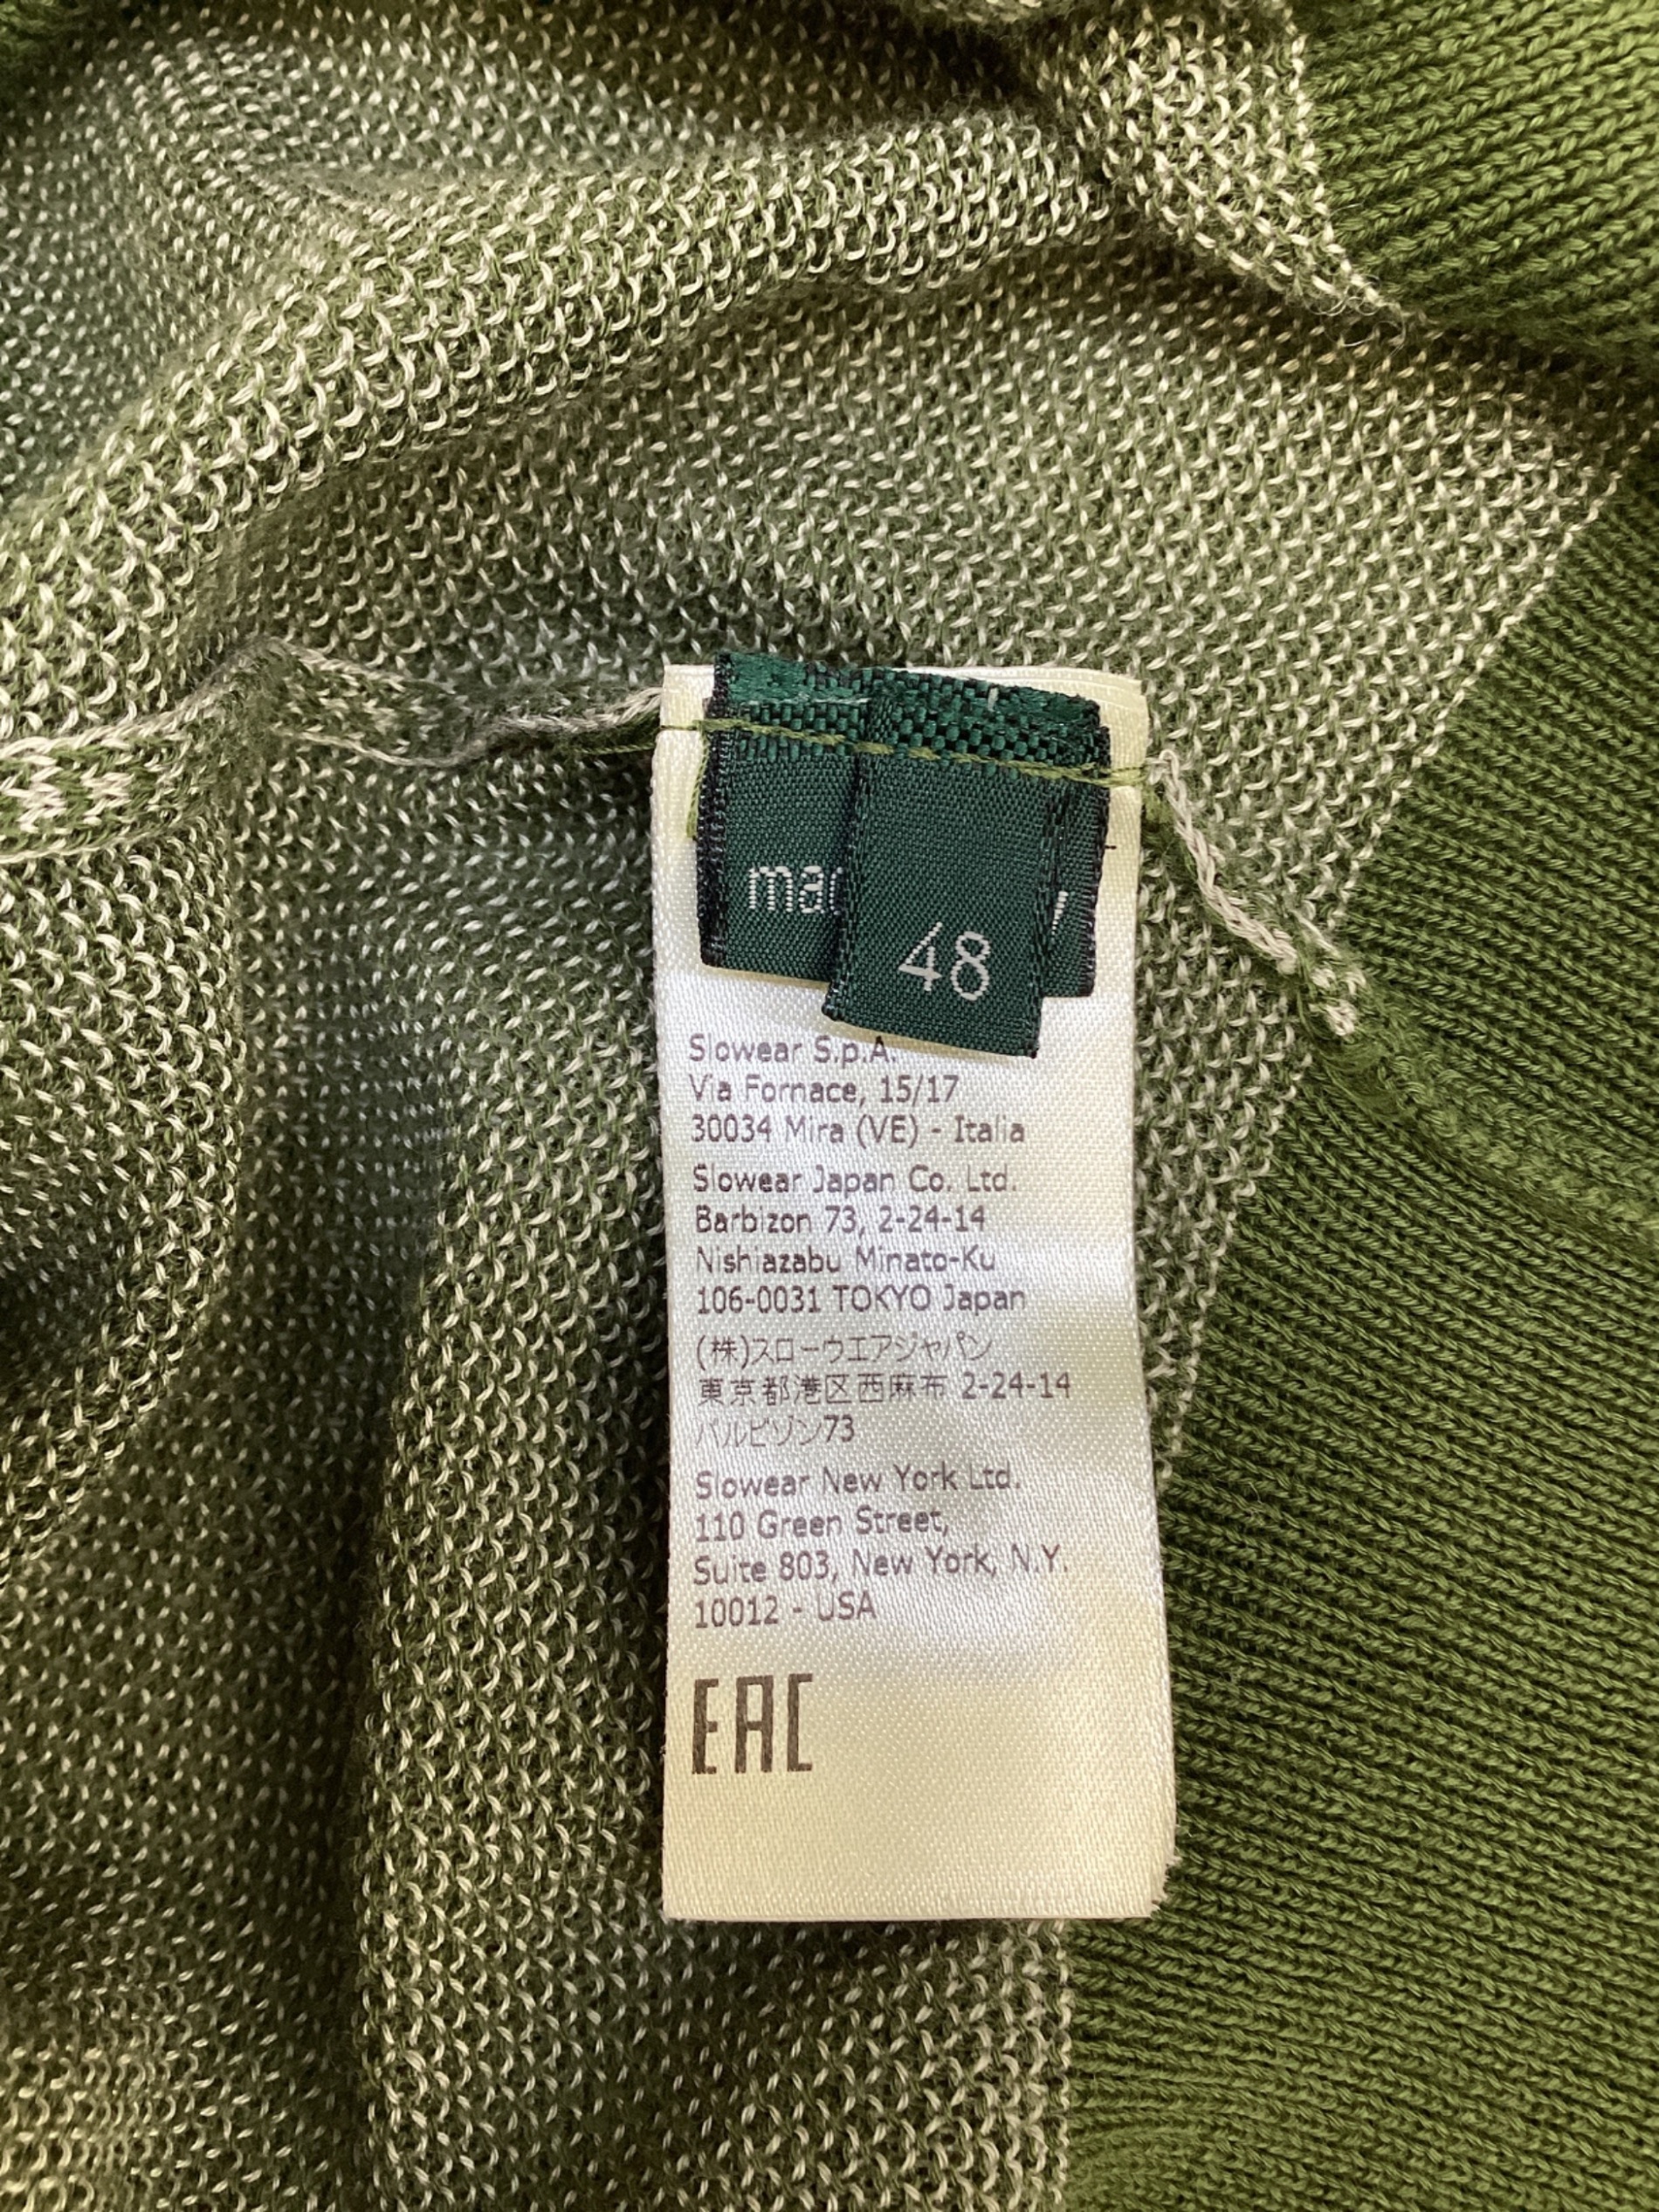 48
Slowear S.p.A.
Via Fornace, 15/17
30034 Mira (VE) - Italia
Slowear Japan Co. Ltd.
Barbizon 73, 2-24-14
Nishiazabu Minato-Ku
106-0031 TOKYO Japan
(株)スローウエアジャパン
東京都港区西麻布 2-24-14
バルビゾン73
Slowear New York Ltd.
110 Green Street,
Suite 803, New York, N.Y.
10012 - USA
EAC